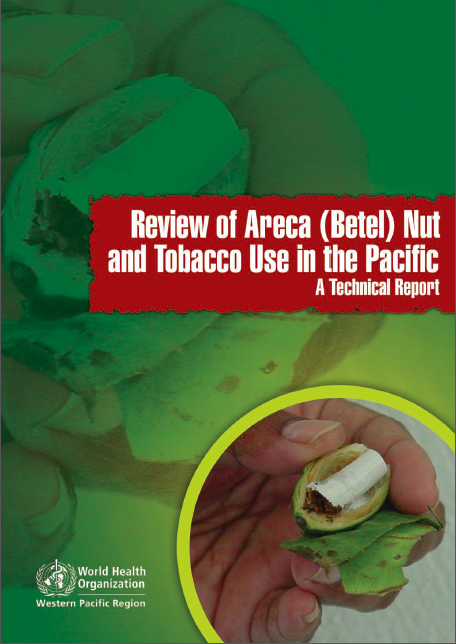 Review of Areca (Betel) Nut
and Tobacco Use in the Pacific
A Technical Report
World Health
Organization
Western Pacific Region